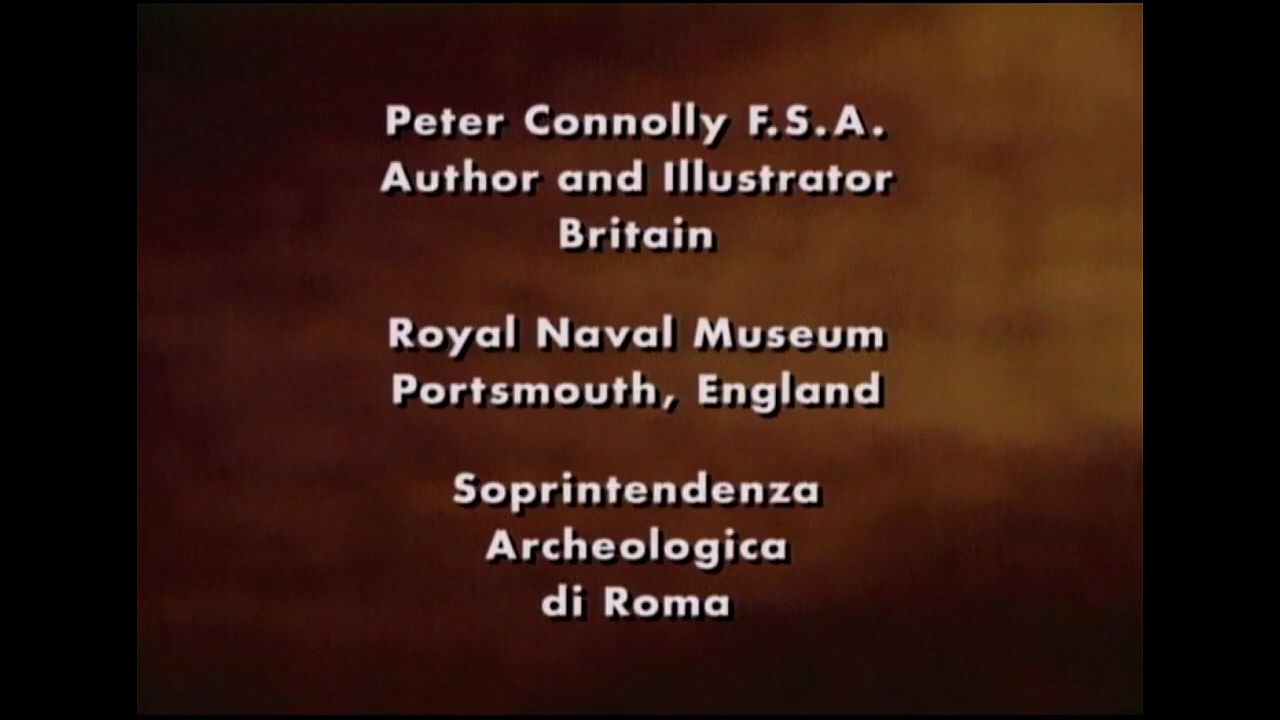 Peter Connolly F.S.A.
Author and Illustrator
Britain
Royal Naval Museum
Portsmouth, England
Soprintendenza
Archeologica
di Roma